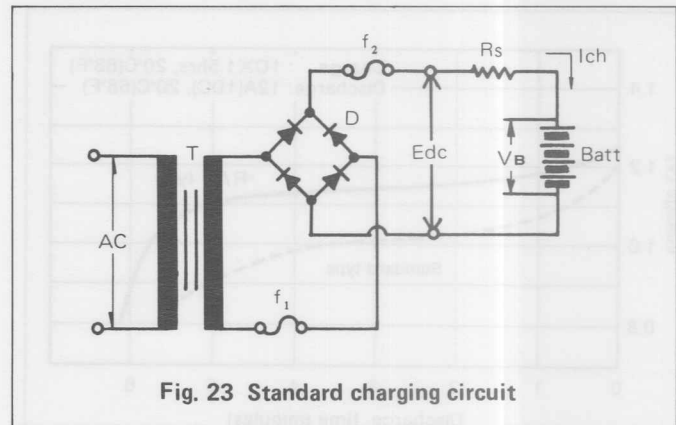 f2
Rs
Ich
D
T
Edc
VB
Batt
AC
f1
Fig. 23 Standard charging circuit